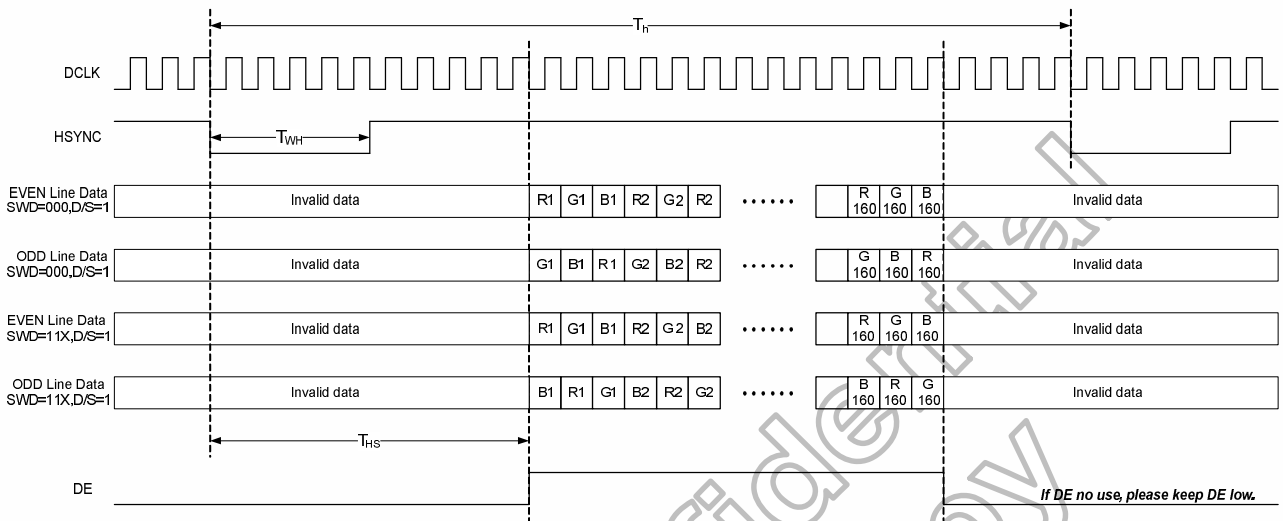 Th
DCLK
HSYNC
TWH
EVEN Line Data
SWD=000,D/S=1
Invalid data
R1 G1 B1 R2 G2 R2 ...... R 160 G 160 B 160
Invalid data
ODD Line Data
SWD=000,D/S=1
Invalid data
G1 B1 R1 G2 B2 R2 ...... G 160 B 160 R 160
Invalid data
EVEN Line Data
SWD=11X,D/S=1
Invalid data
R1 G1 B1 R2 G2 B2 ...... R 160 G 160 B 160
Invalid data
ODD Line Data
SWD=11X,D/S=1
Invalid data
B1 R1 G1 B2 R2 G2 ...... B 160 R 160 G 160
Invalid data
THS
DE
If DE no use, please keep DE low.